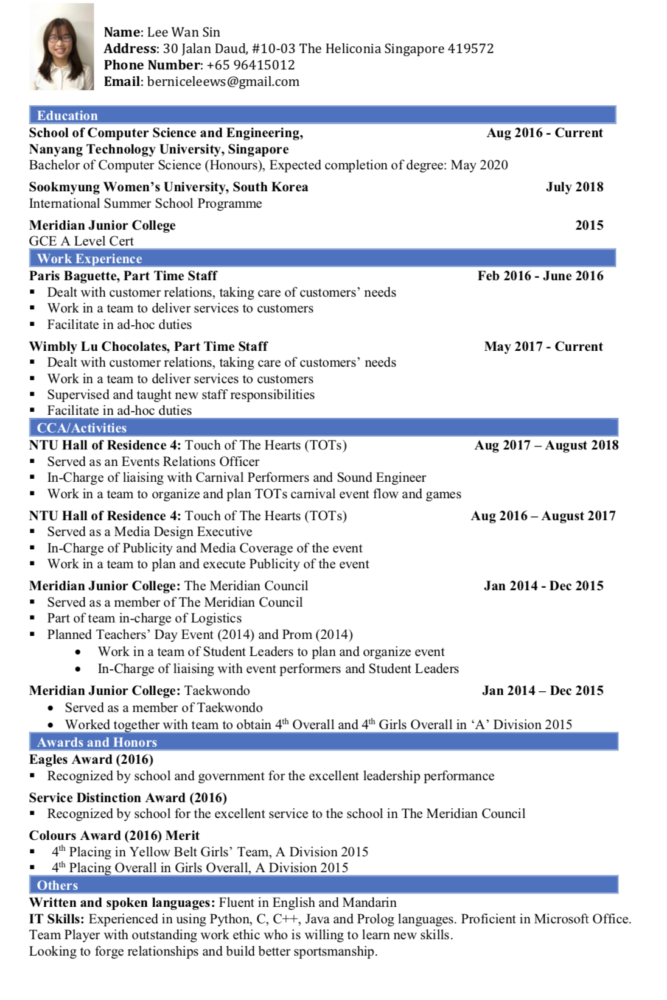 Name: Lee Wan Sin
Address: 30 Jalan Daud, #10-03 The Heliconia Singapore 419572
Phone Number: +65 96415012
Email: berniceleews@gmail.com
Education
School of Computer Science and Engineering, Aug 2016 - Current
Nanyang Technology University, Singapore
Bachelor of Computer Science (Honours), Expected completion of degree: May 2020
Sookmyung Women’s University, South Korea July 2018
International Summer School Programme
Meridian Junior College 2015
GCE A Level Cert
Work Experience
Paris Baguette, Part Time Staff Feb 2016 - June 2016
▪ Dealt with customer relations, taking care of customers’ needs
▪ Work in a team to deliver services to customers
▪ Facilitate in ad-hoc duties
Wimbly Lu Chocolates, Part Time Staff May 2017 - Current
▪ Dealt with customer relations, taking care of customers’ needs
▪ Work in a team to deliver services to customers
▪ Supervised and taught new staff responsibilities
▪ Facilitate in ad-hoc duties
CCA/Activities
NTU Hall of Residence 4: Touch of The Hearts (TOTs) Aug 2017 – August 2018
▪ Served as an Events Relations Officer
▪ In-Charge of liaising with Carnival Performers and Sound Engineer
▪ Work in a team to organize and plan TOTs carnival event flow and games
NTU Hall of Residence 4: Touch of The Hearts (TOTs) Aug 2016 – August 2017
▪ Served as a Media Design Executive
▪ In-Charge of Publicity and Media Coverage of the event
▪ Work in a team to plan and execute Publicity of the event
Meridian Junior College: The Meridian Council Jan 2014 - Dec 2015
▪ Served as a member of The Meridian Council
▪ Part of team in-charge of Logistics
▪ Planned Teachers’ Day Event (2014) and Prom (2014)
• Work in a team of Student Leaders to plan and organize event
• In-Charge of liaising with event performers and Student Leaders
Meridian Junior College: Taekwondo Jan 2014 – Dec 2015
• Served as a member of Taekwondo
• Worked together with team to obtain 4th Overall and 4th Girls Overall in ‘A’ Division 2015
Awards and Honors
Eagles Award (2016)
▪ Recognized by school and government for the excellent leadership performance
Service Distinction Award (2016)
▪ Recognized by school for the excellent service to the school in The Meridian Council
Colours Award (2016) Merit
▪ 4th Placing in Yellow Belt Girls’ Team, A Division 2015
▪ 4th Placing Overall in Girls Overall, A Division 2015
Others
Written and spoken languages: Fluent in English and Mandarin
IT Skills: Experienced in using Python, C, C++, Java and Prolog languages. Proficient in Microsoft Office.
Team Player with outstanding work ethic who is willing to learn new skills.
Looking to forge relationships and build better sportsmanship.